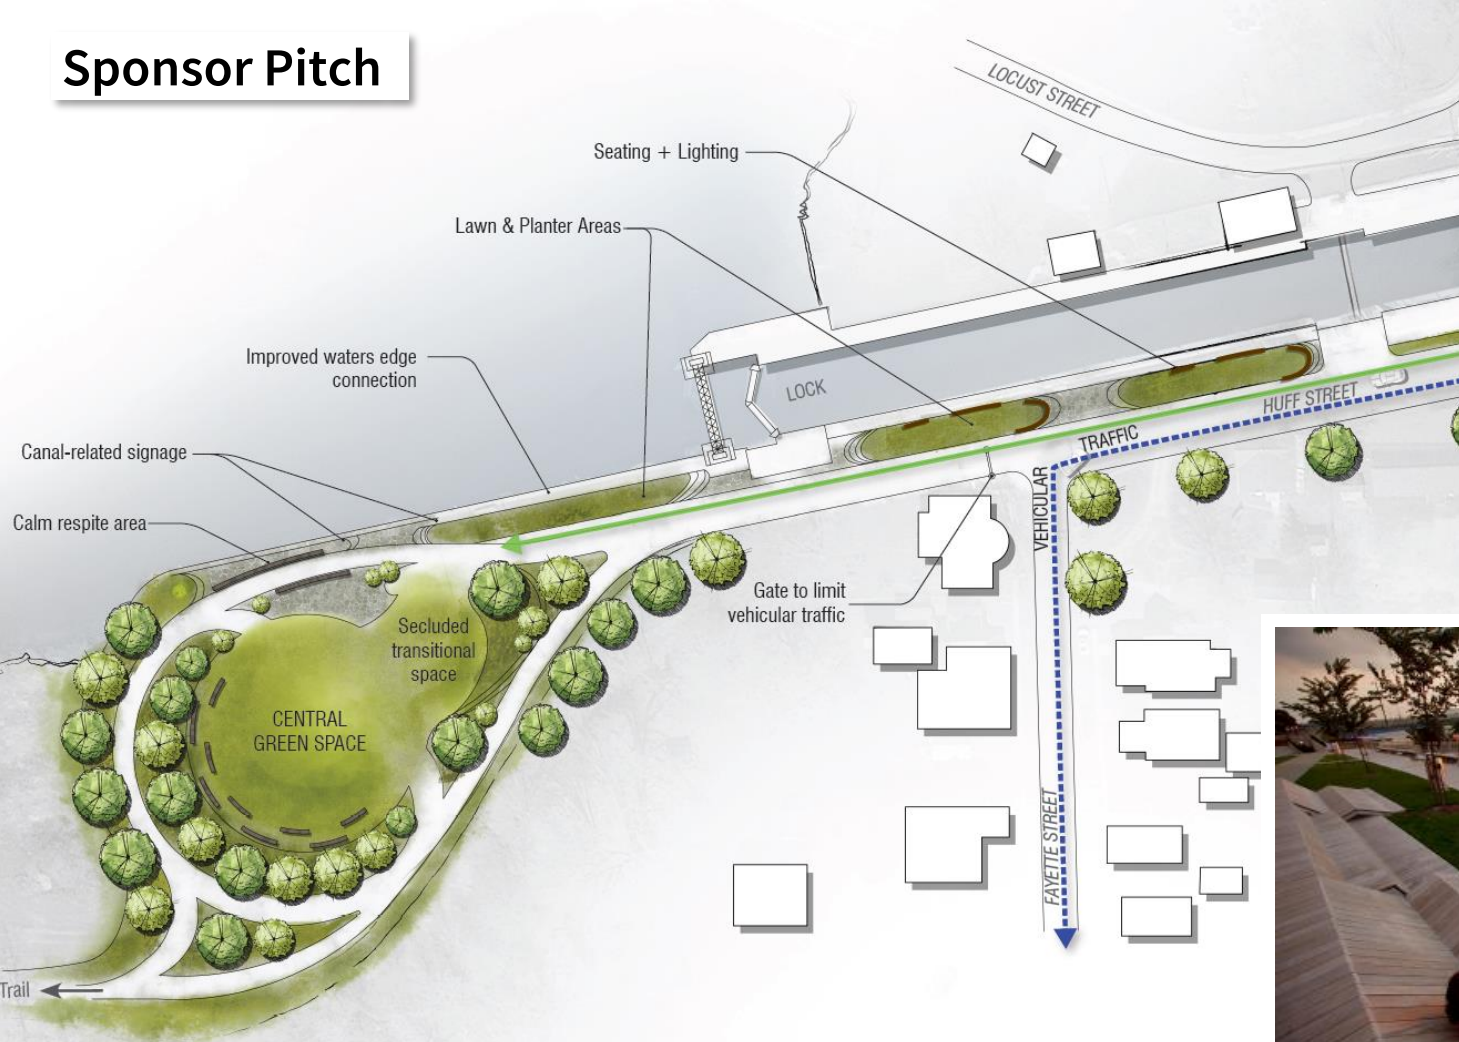 Sponsor Pitch
LOCUST STREET
Seating + Lighting
Lawn & Planter Areas
Improved waters edge
connection
LOCK
HUFF STREET
Canal-related signage
TRAFFIC
VEHICULAR
Calm respite area
Gate to limit
vehicular traffic
Secluded
transitional
space
CENTRAL
GREEN SPACE
FAYETTE STREET
Trail